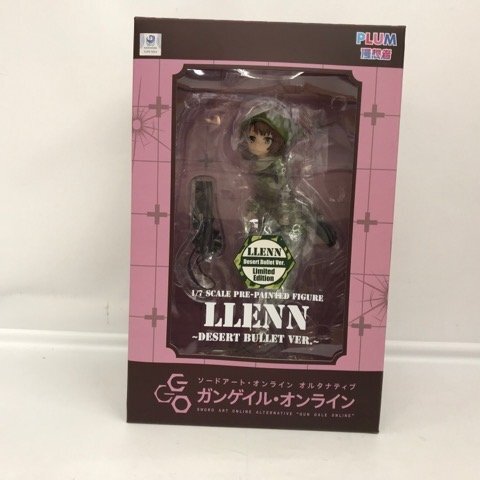 PLUM
LLENN
Desert Bullet Ver.
Limited
Edition
1/7 SCALE PRE-PAINTED FIGURE
LLENN
~DESERT BULLET VER.~
GGO
ソードアート・オンライン オルタナティブ
ガンゲイル・オンライン
SWORD ART ONLINE ALTERNATIVE "GUN GALE ONLINE"